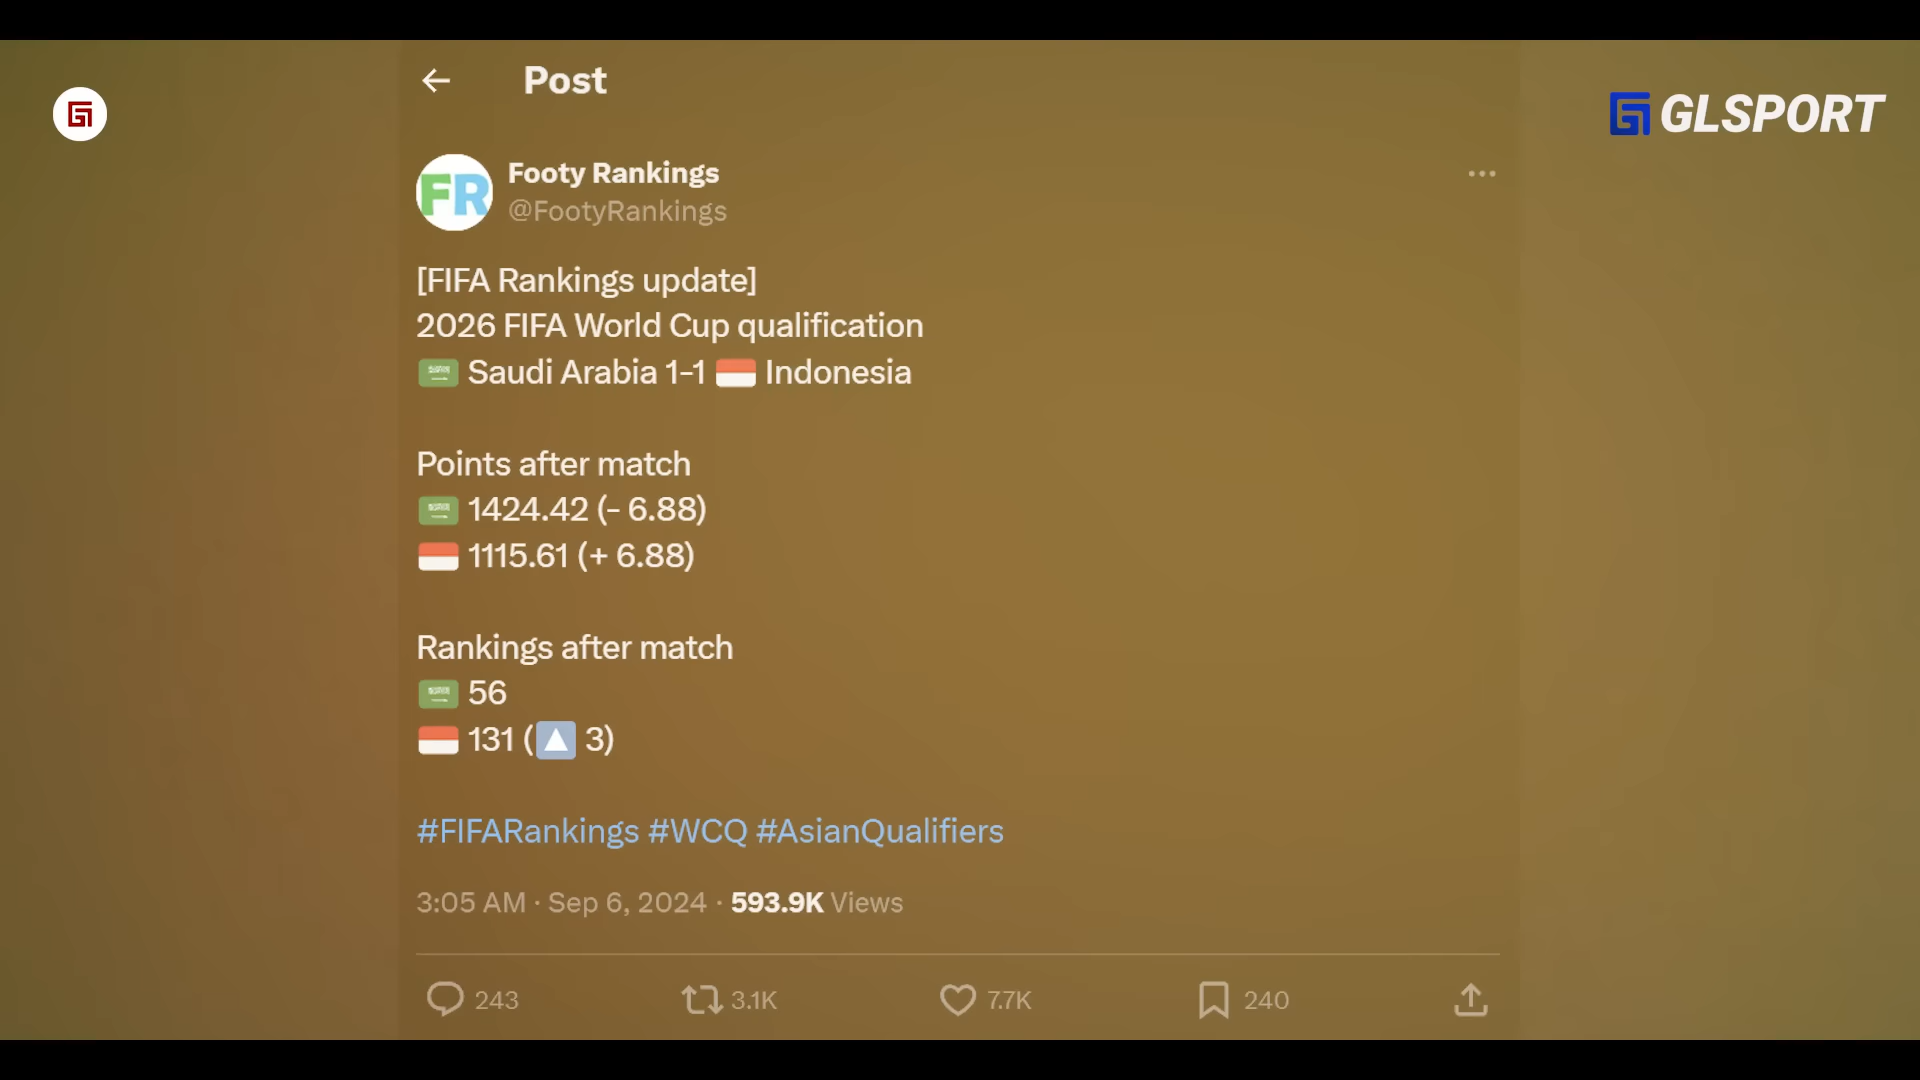 Post
GLSPORT
FR
Footy Rankings
@FootyRankings
[FIFA Rankings update]
2026 FIFA World Cup qualification
Saudi Arabia 1-1 Indonesia
Points after match
1424.42 (- 6.88)
1115.61 (+ 6.88)
Rankings after match
56
131 (▲ 3)
#FIFARankings #WCQ #AsianQualifiers
3:05 AM · Sep 6, 2024 · 593.9K Views
243 3.1K 7.7K 240